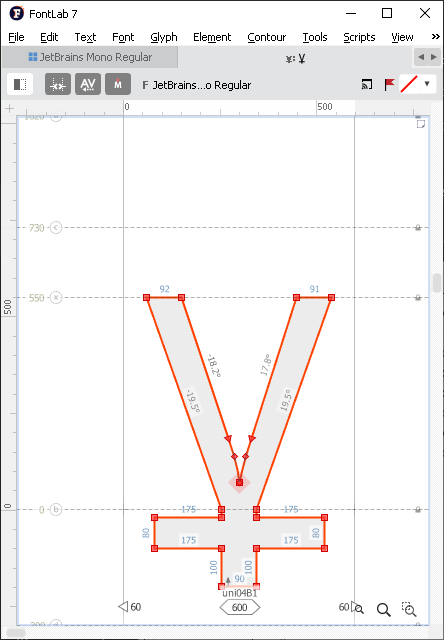 FontLab 7
File Edit Text Font Glyph Element Contour Tools Scripts View »
JetBrains Mono Regular
ұ: Ұ
F JetBrains...o Regular
0 500
1020
730 c
92 91
550 x
500
-18.2° 17.8°
-19.5° 19.5°
0
0 b
175 175
80 175 175 80
100 90 100
uni04B1
60 600 60
-200